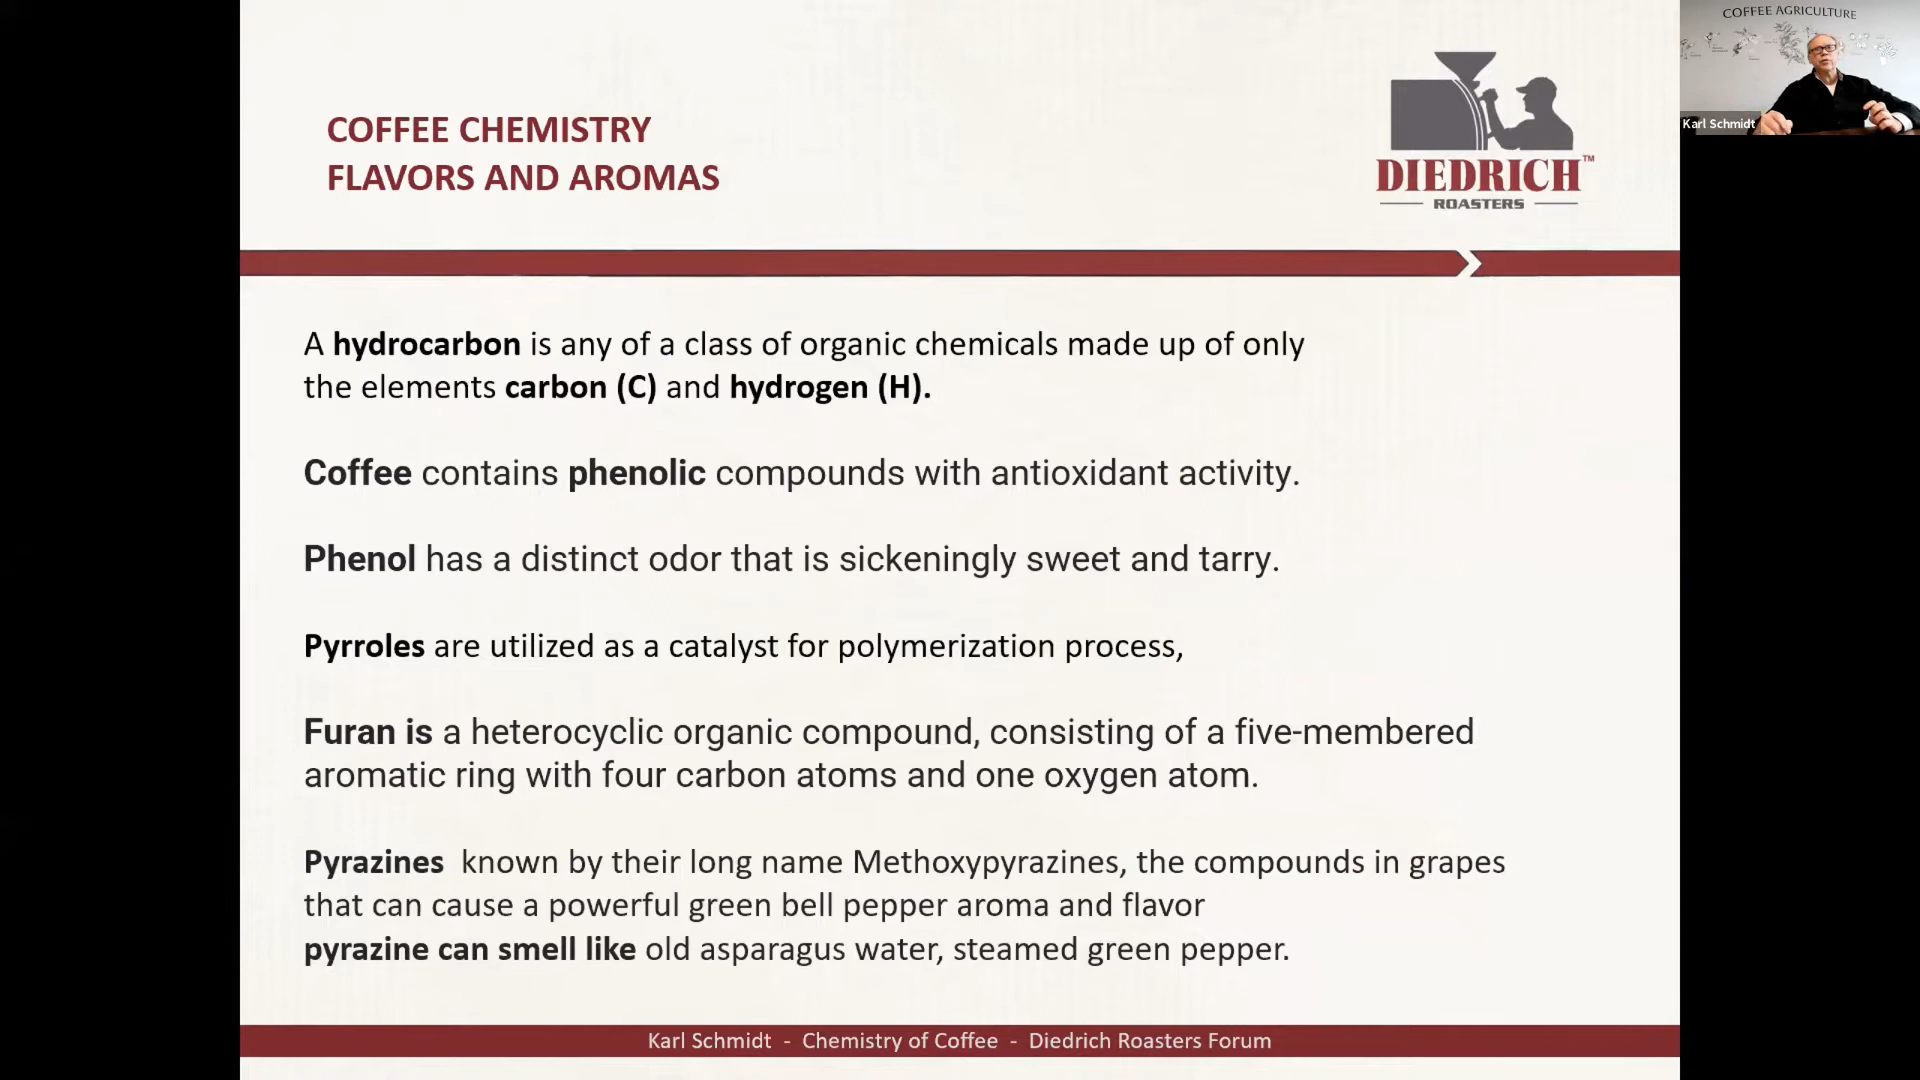 COFFEE AGRICULTURE
Karl Schmidt
COFFEE CHEMISTRY
FLAVORS AND AROMAS
DIEDRICH™
ROASTERS
A hydrocarbon is any of a class of organic chemicals made up of only
the elements carbon (C) and hydrogen (H).
Coffee contains phenolic compounds with antioxidant activity.
Phenol has a distinct odor that is sickeningly sweet and tarry.
Pyrroles are utilized as a catalyst for polymerization process,
Furan is a heterocyclic organic compound, consisting of a five-membered
aromatic ring with four carbon atoms and one oxygen atom.
Pyrazines known by their long name Methoxypyrazines, the compounds in grapes
that can cause a powerful green bell pepper aroma and flavor
pyrazine can smell like old asparagus water, steamed green pepper.
Karl Schmidt - Chemistry of Coffee - Diedrich Roasters Forum